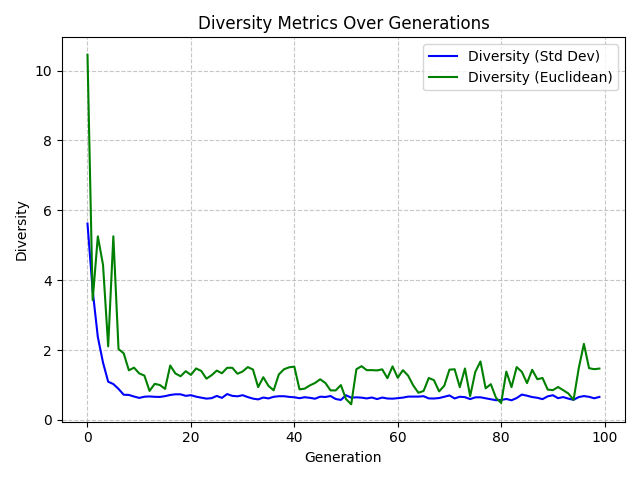 Diversity Metrics Over Generations
Diversity (Std Dev)
Diversity (Euclidean)
10
8
6
4
2
0
Diversity
0 20 40 60 80 100
Generation